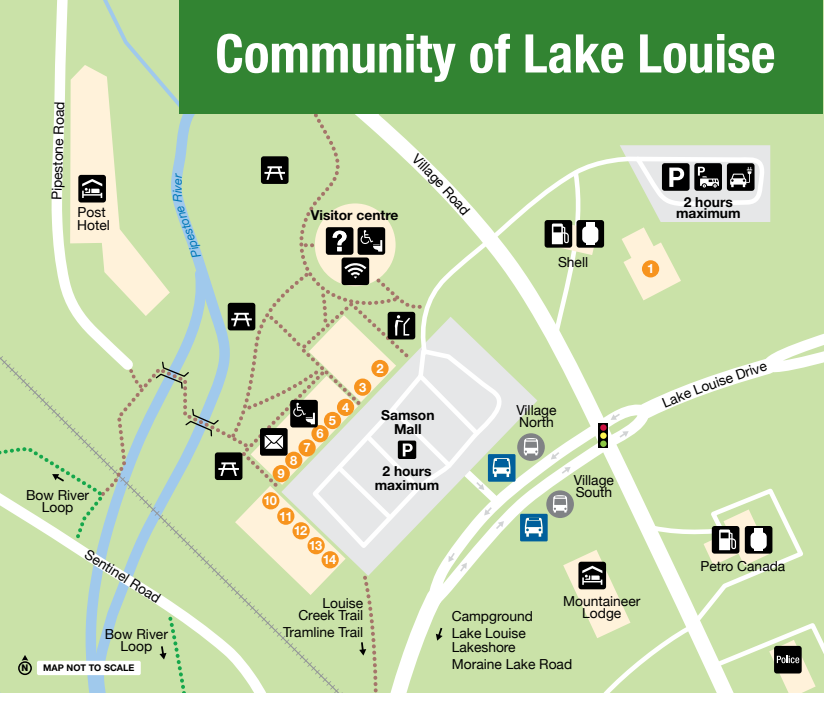 Community of Lake Louise
Pipestone Road
Village Road
Pipestone River
Post
Hotel
P
P
2 hours
maximum
Visitor centre
?
Shell
1
2
3
4
5
6
7
8
9
10
11
12
13
14
Samson
Mall
P
2 hours
maximum
Lake Louise Drive
Village
North
Village
South
Bow River
Loop
Sentinel Road
Petro Canada
Mountaineer
Lodge
Louise
Creek Trail
Tramline Trail
Campground
Lake Louise
Lakeshore
Moraine Lake Road
Bow River
Loop
Police
N
MAP NOT TO SCALE